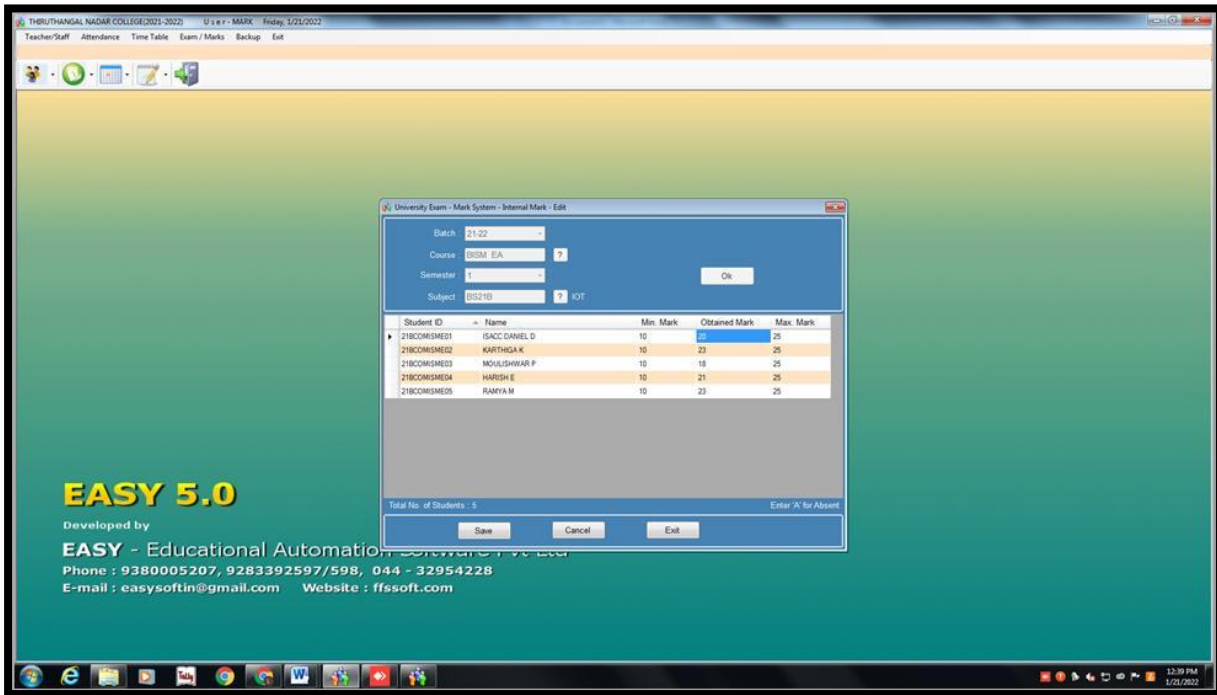 THIRUTHANGAL NADAR COLLEGE(2021-2022) User - MARK Friday, 1/21/2022
Teacher/Staff Attendance Time Table Exam / Marks Backup Exit
University Exam - Mark System - Internal Mark - Edit
Batch : 21-22
Course : BISM EA ?
Semester : 1 Ok
Subject : BS21B ? IOT
Student ID Name Min. Mark Obtained Mark Max. Mark
21BCOMISME01 ISACC DANIEL D 10 20 25
21BCOMISME02 KARTHIGA K 10 23 25
21BCOMISME03 MOULISHWAR P 10 18 25
21BCOMISME04 HARISH E 10 21 25
21BCOMISME05 RAMYA M 10 23 25
Total No. of Students : 5 Enter 'A' for Absent
Save Cancel Exit
EASY 5.0
Developed by
EASY - Educational Automation Software Pvt Ltd
Phone : 9380005207, 9283392597/598, 044 - 32954228
E-mail : easysoftin@gmail.com Website : ffssoft.com
Tally W
12:39 PM
1/21/2022